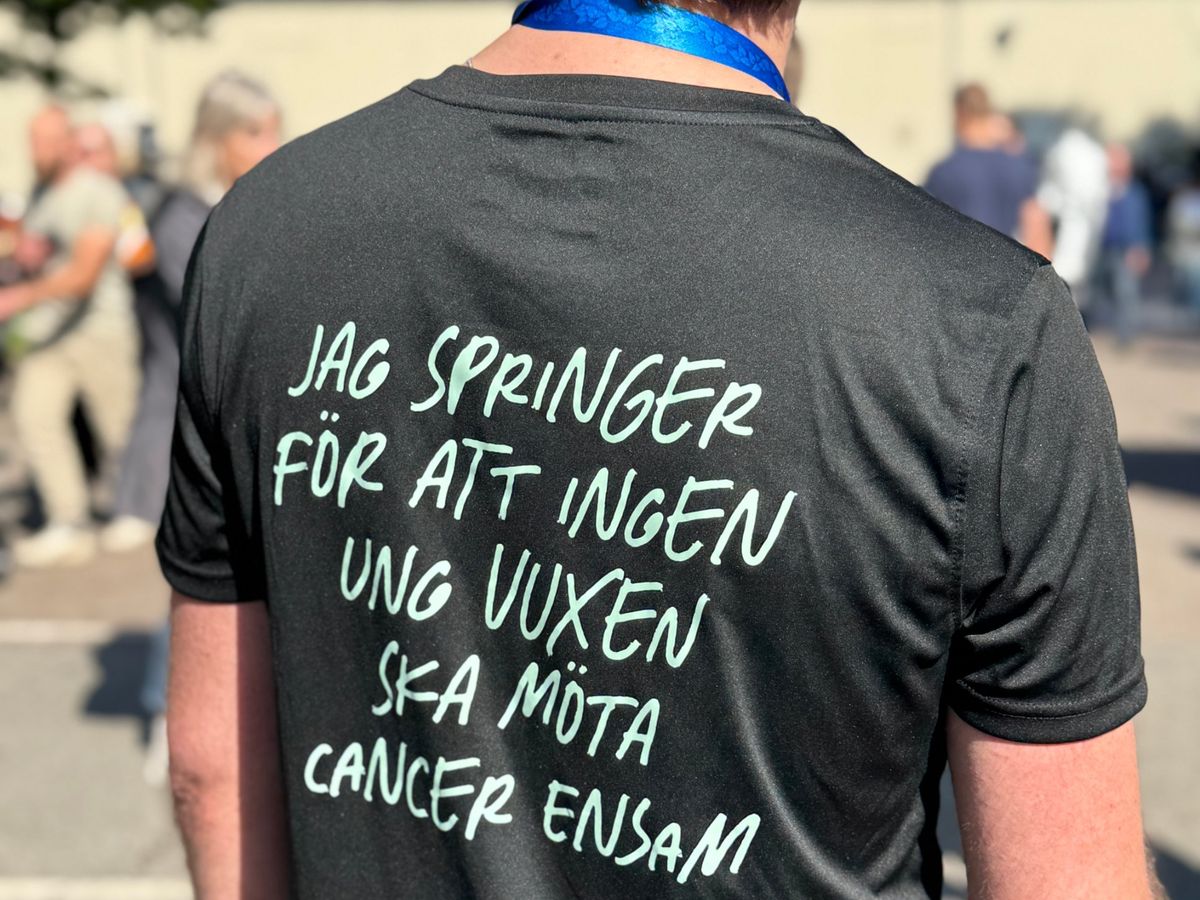 JAG SPRINGER
FÖR ATT INGEN
UNG VUXEN
SKA MÖTA
CANCER ENSAM